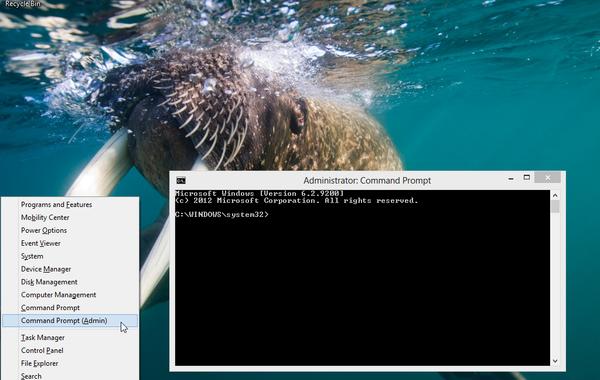 Recycle Bin
Administrator: Command Prompt
Microsoft Windows [Version 6.2.9200]
(c) 2012 Microsoft Corporation. All rights reserved.
C:\WINDOWS\system32>
Programs and Features
Mobility Center
Power Options
Event Viewer
System
Device Manager
Disk Management
Computer Management
Command Prompt
Command Prompt (Admin)
Task Manager
Control Panel
File Explorer
Search